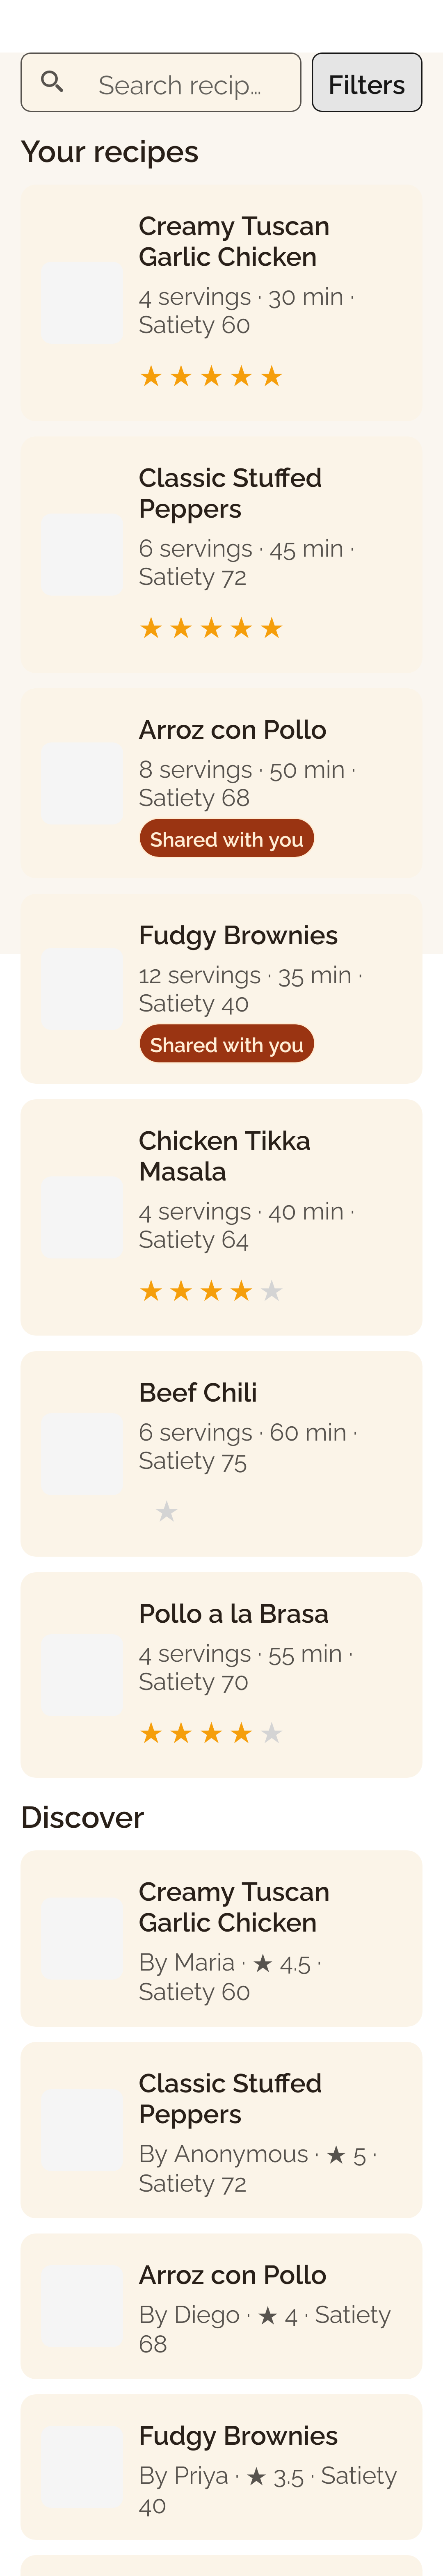 Search recip…
Filters
Your recipes
Creamy Tuscan
Garlic Chicken
4 servings · 30 min ·
Satiety 60
★ ★ ★ ★ ★
Classic Stuffed
Peppers
6 servings · 45 min ·
Satiety 72
★ ★ ★ ★ ★
Arroz con Pollo
8 servings · 50 min ·
Satiety 68
Shared with you
Fudgy Brownies
12 servings · 35 min ·
Satiety 40
Shared with you
Chicken Tikka
Masala
4 servings · 40 min ·
Satiety 64
★ ★ ★ ★ ★
Beef Chili
6 servings · 60 min ·
Satiety 75
★
Pollo a la Brasa
4 servings · 55 min ·
Satiety 70
★ ★ ★ ★ ★
Discover
Creamy Tuscan
Garlic Chicken
By Maria · ★ 4.5 ·
Satiety 60
Classic Stuffed
Peppers
By Anonymous · ★ 5 ·
Satiety 72
Arroz con Pollo
By Diego · ★ 4 · Satiety
68
Fudgy Brownies
By Priya · ★ 3.5 · Satiety
40